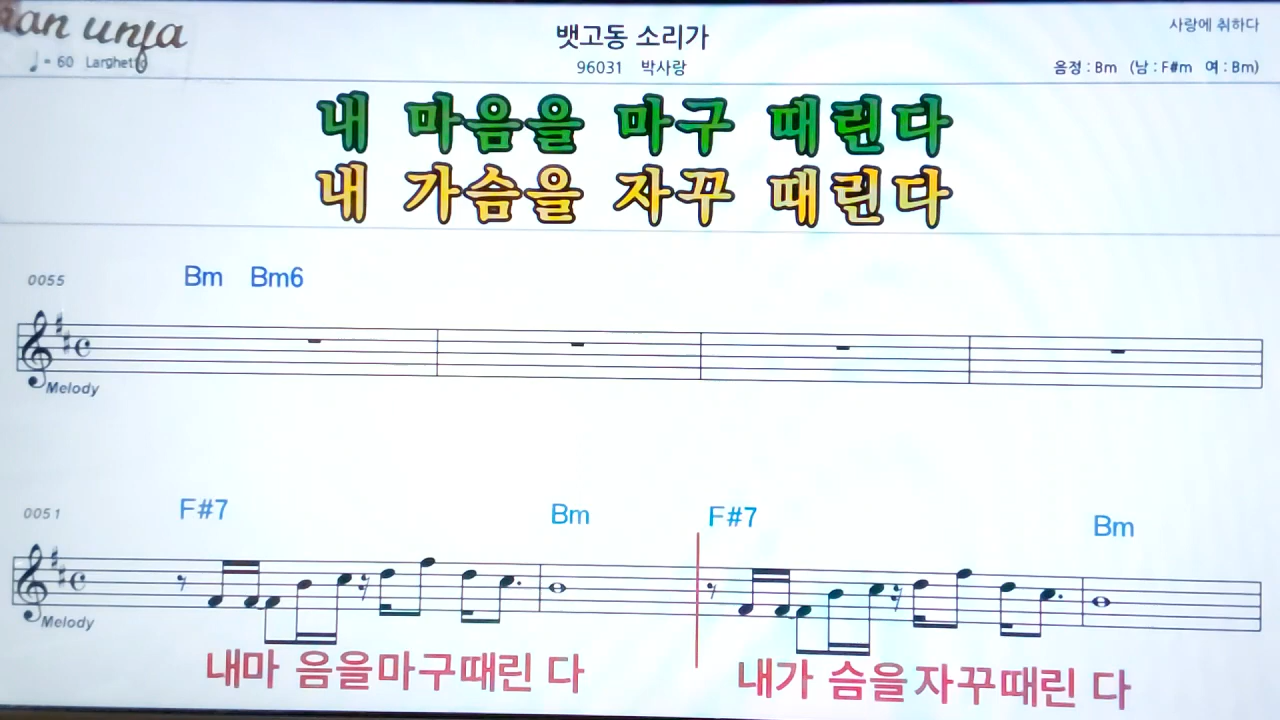 사랑에 취하다
뱃고동 소리가
♩= 60 Larghetto
96031 박사랑
음정 : Bm (남 : F#m 여 : Bm)
내 마음을 마구 때린다
내 가슴을 자꾸 때린다
0055 Bm Bm6
Melody
0051 F#7 Bm F#7 Bm
Melody
내마 음을마구때린 다 내가 슴을자꾸때린 다